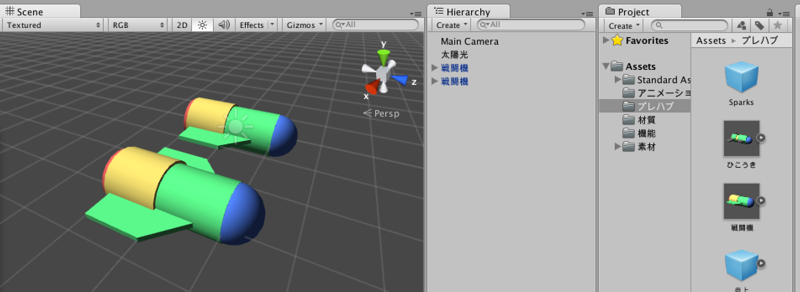 Scene
Textured
RGB
2D
Effects
Gizmos
All
y
z
x
Persp
Hierarchy
Create
All
Main Camera
太陽光
戦闘機
戦闘機
Project
Create
Favorites
Assets
Standard As
アニメーショ
プレハブ
材質
機能
素材
Assets ▸ プレハブ
Sparks
ひこうき
戦闘機